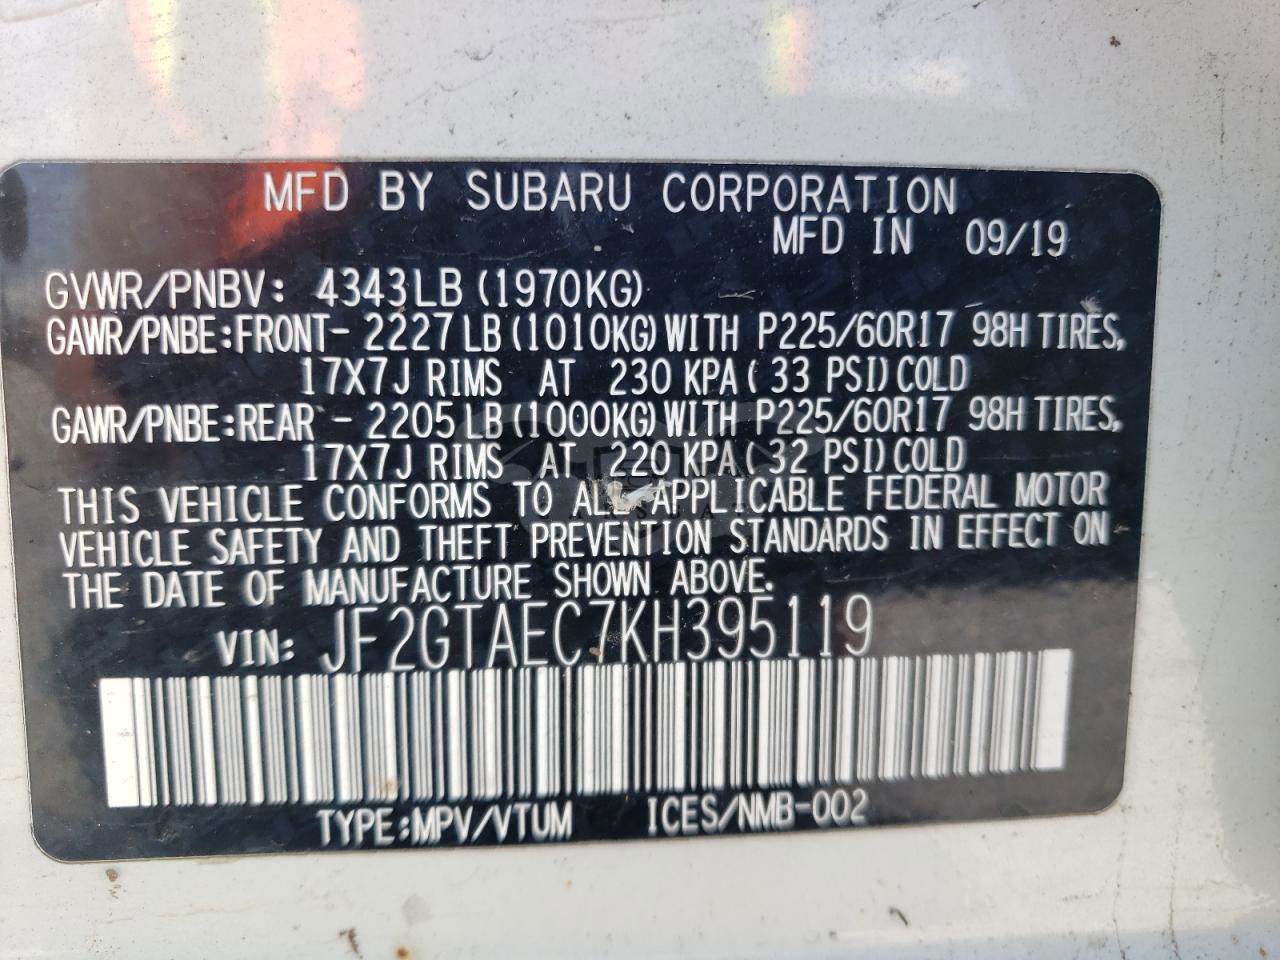 MFD BY SUBARU CORPORATION
MFD IN 09/19
GVWR/PNBV: 4343LB (1970KG)
GAWR/PNBE:FRONT- 2227LB(1010KG)WITH P225/60R17 98H TIRES,
17X7J RIMS AT 230 KPA( 33 PSI)COLD
GAWR/PNBE:REAR - 2205LB(1000KG)WITH P225/60R17 98H TIRES,
17X7J RIMS AT 220 KPA( 32 PSI)COLD
THIS VEHICLE CONFORMS TO ALL APPLICABLE FEDERAL MOTOR
VEHICLE SAFETY AND THEFT PREVENTION STANDARDS IN EFFECT ON
THE DATE OF MANUFACTURE SHOWN ABOVE.
VIN: JF2GTAEC7KH395119
TYPE:MPV/VTUM ICES/NMB-002